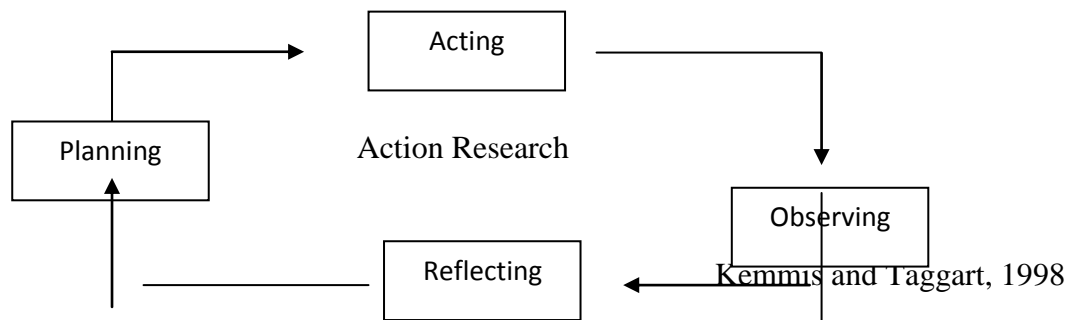 Acting
Planning
Action Research
Observing
Reflecting
Kemmis and Taggart, 1998